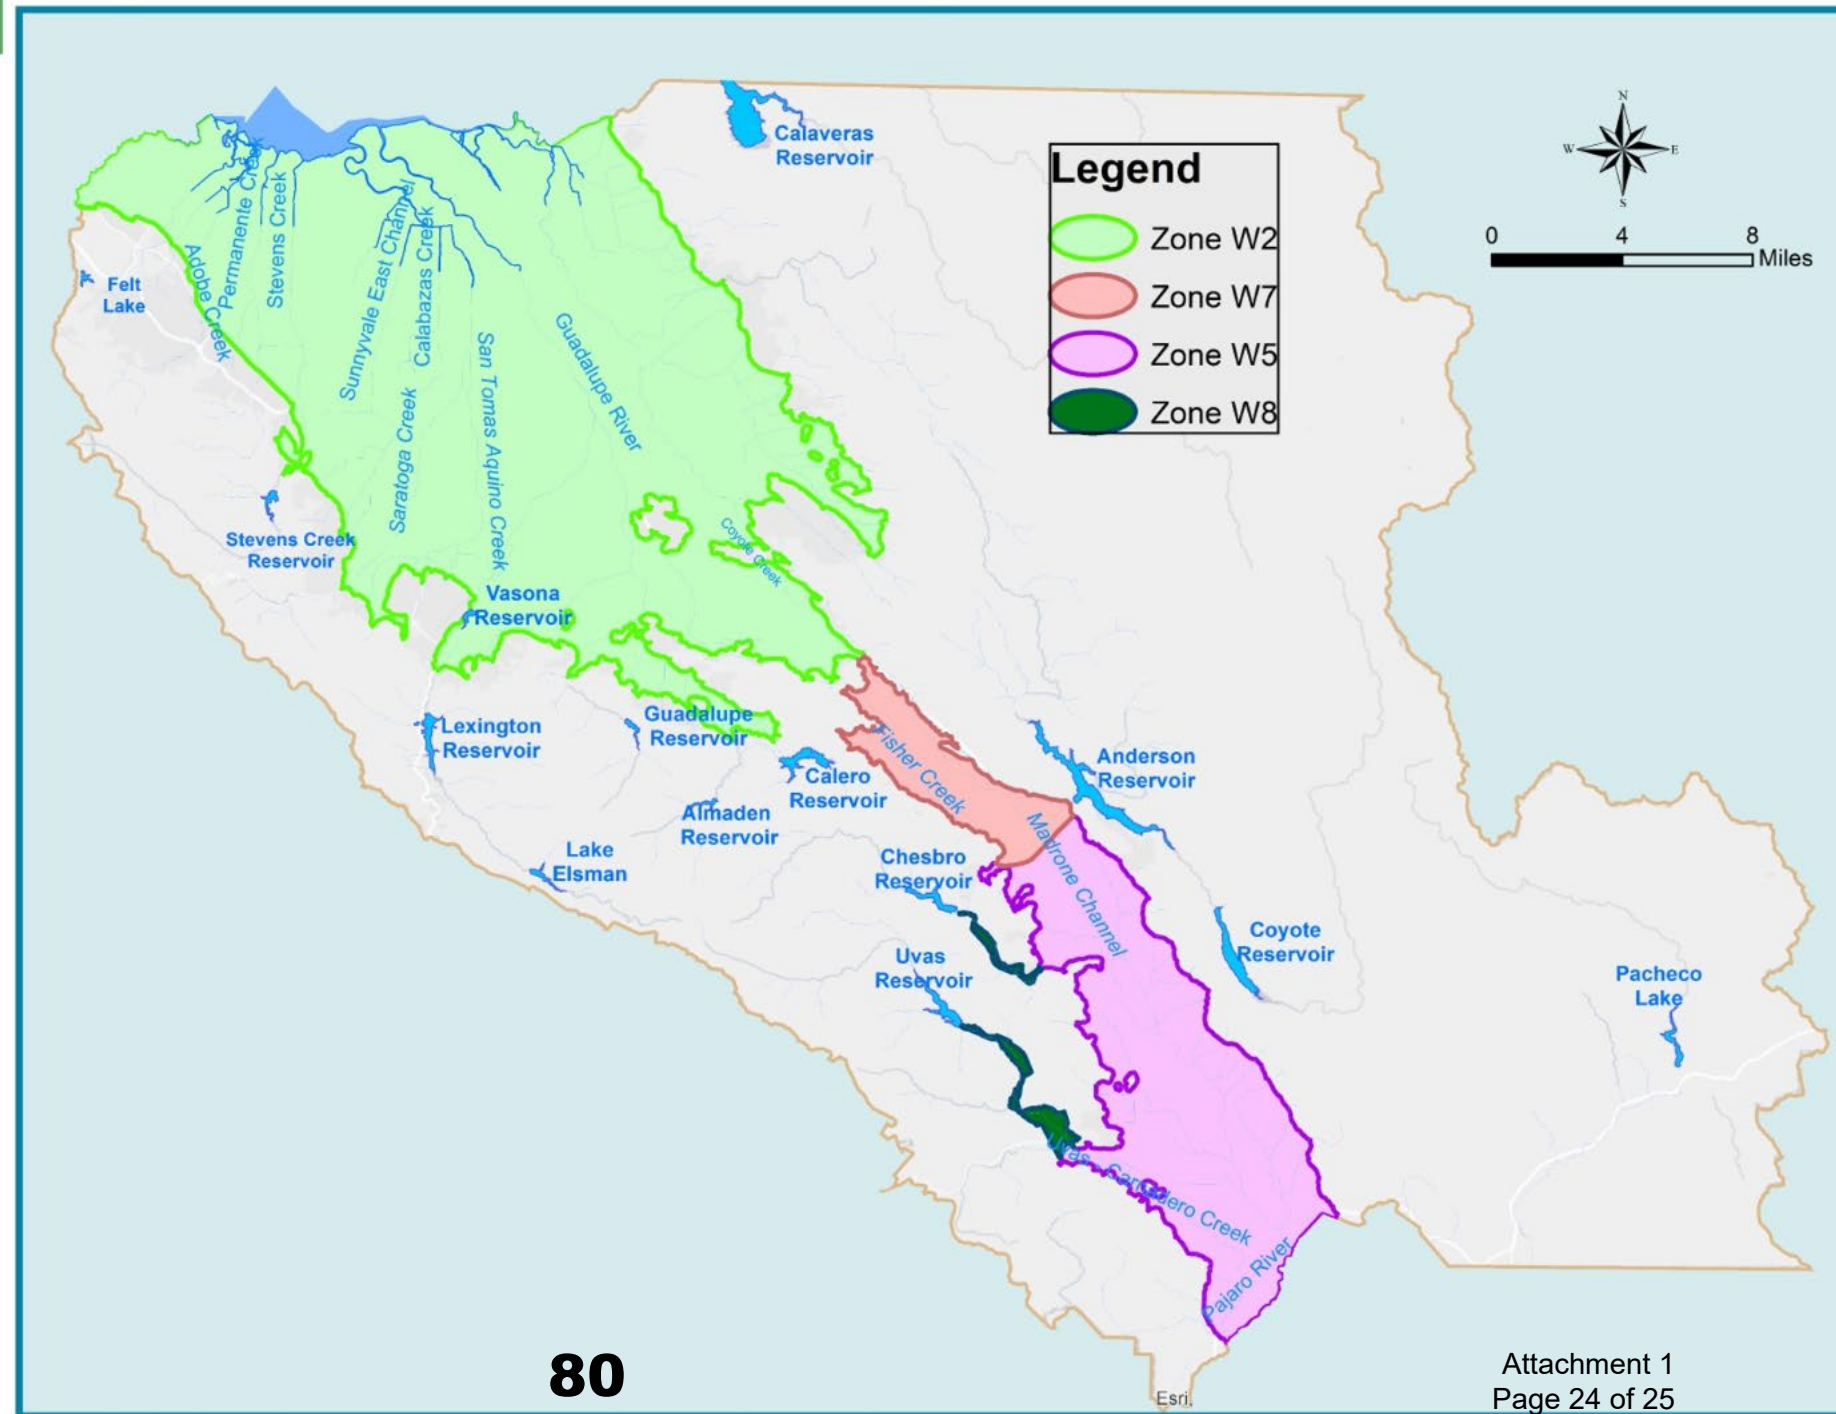 Calaveras
Reservoir
Legend
Zone W2
Zone W7
Zone W5
Zone W8
N
W
E
S
0
4
8
Miles
Felt
Lake
Adobe Creek
Permanente Creek
Stevens Creek
Sunnyvale East Channel
Calabazas Creek
Saratoga Creek
San Tomas Aquino Creek
Guadalupe River
Coyote Creek
Stevens Creek
Reservoir
Vasona
Reservoir
Lexington
Reservoir
Guadalupe
Reservoir
Calero
Reservoir
Almaden
Reservoir
Lake
Elsman
Fisher Creek
Anderson
Reservoir
Madrone Channel
Chesbro
Reservoir
Uvas
Reservoir
Coyote
Reservoir
Pacheco
Lake
Uvas - Carnadero Creek
Pajaro River
80
Esri,
Attachment 1
Page 24 of 25